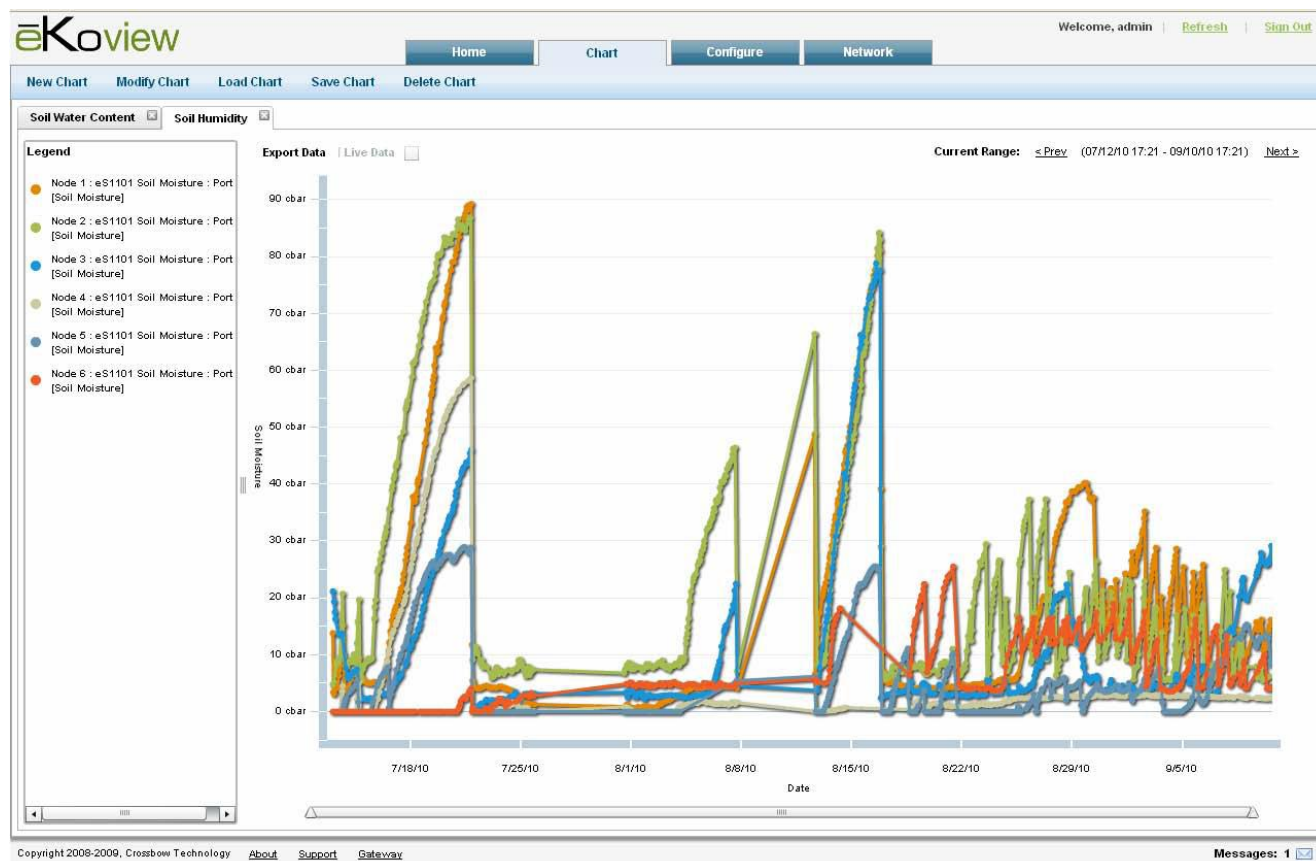 ēKoview
Welcome, admin | Refresh | Sign Out
Home Chart Configure Network
New Chart Modify Chart Load Chart Save Chart Delete Chart
Soil Water Content Soil Humidity
Legend
Export Data | Live Data
Current Range: < Prev (07/12/10 17:21 - 09/10/10 17:21) Next >
Node 1 : eS1101 Soil Moisture : Port
[Soil Moisture]
Node 2 : eS1101 Soil Moisture : Port
[Soil Moisture]
Node 3 : eS1101 Soil Moisture : Port
[Soil Moisture]
Node 4 : eS1101 Soil Moisture : Port
[Soil Moisture]
Node 5 : eS1101 Soil Moisture : Port
[Soil Moisture]
Node 6 : eS1101 Soil Moisture : Port
[Soil Moisture]
90 cbar
80 cbar
70 cbar
60 cbar
50 cbar
40 cbar
30 cbar
20 cbar
10 cbar
0 cbar
Soil Moisture
7/18/10 7/25/10 8/1/10 8/8/10 8/15/10 8/22/10 8/29/10 9/5/10
Date
Copyright 2008-2009, Crossbow Technology About Support Gateway Messages: 1